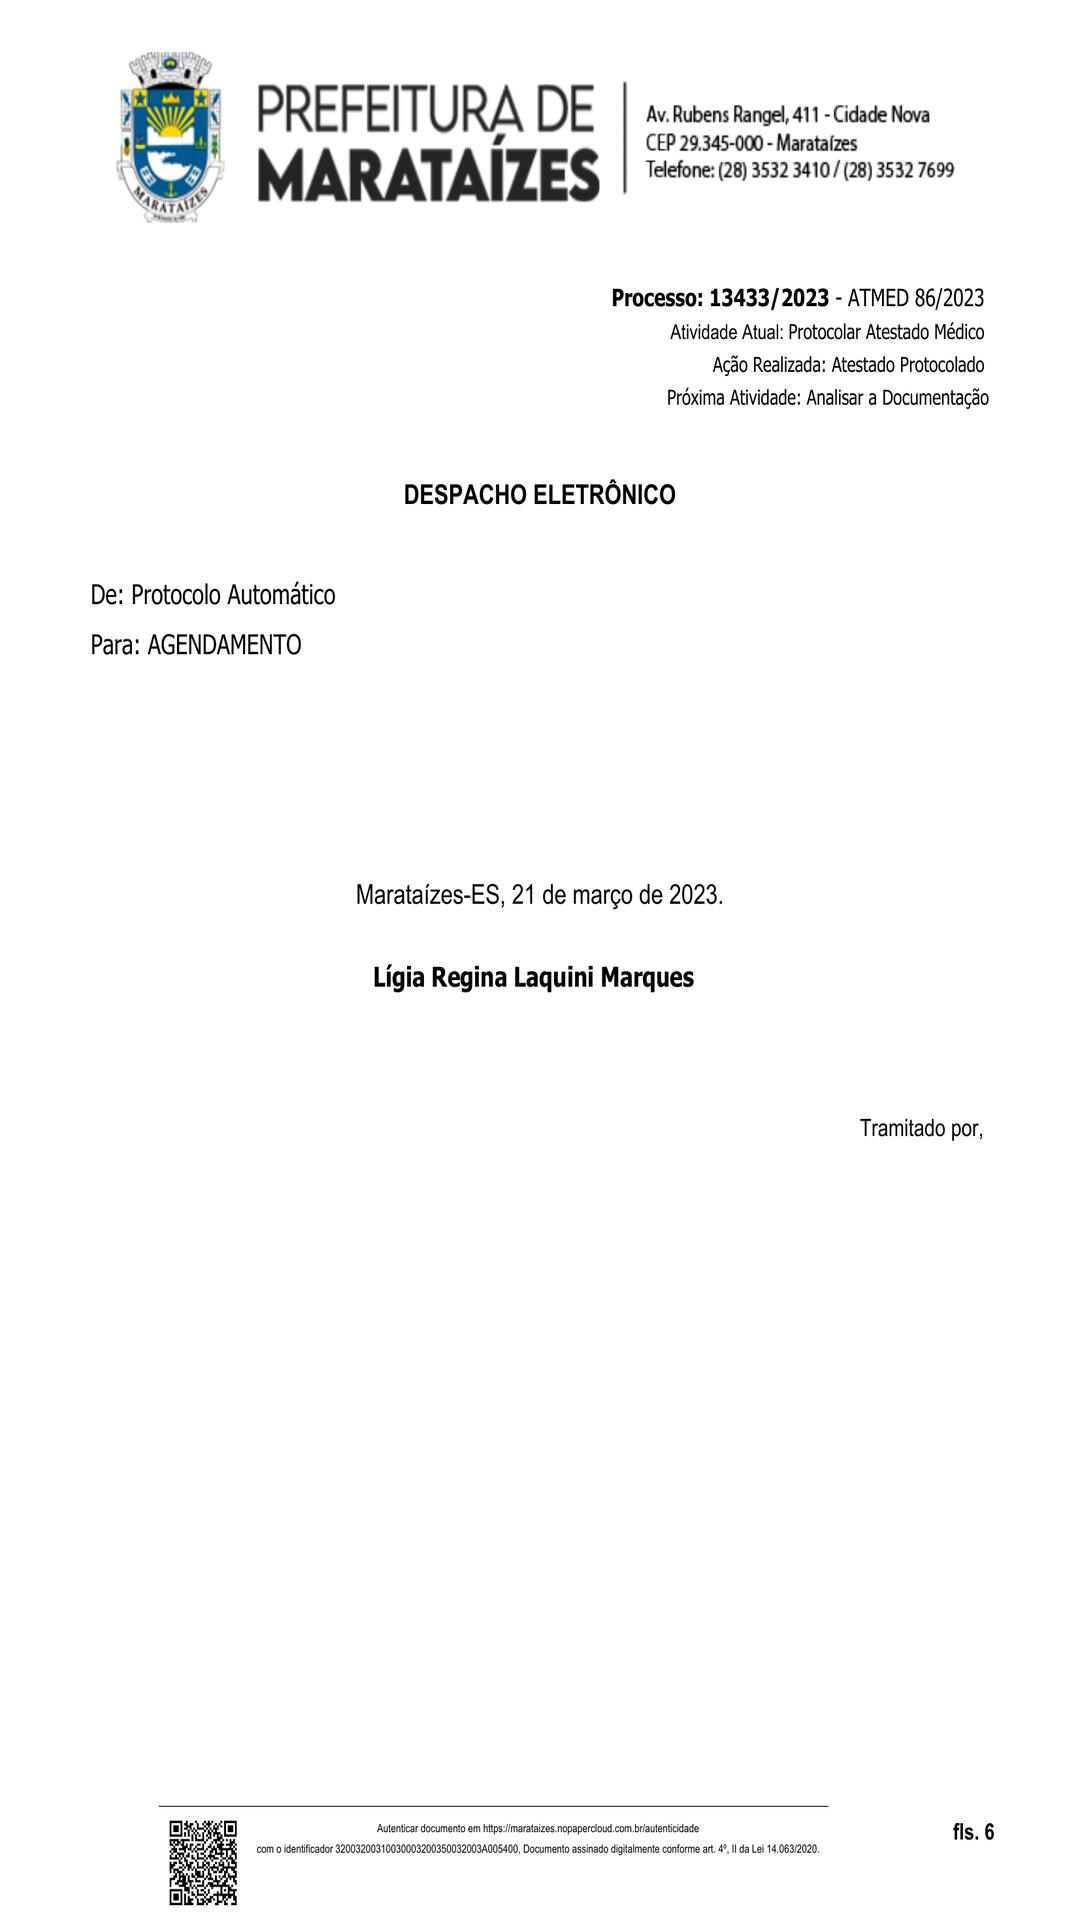 PREFEITURA DE
MARATAÍZES
Av. Rubens Rangel, 411 - Cidade Nova
CEP 29.345-000 - Marataízes
Telefone: (28) 3532 3410 / (28) 3532 7699
MARATAÍZES
Processo: 13433/2023 - ATMED 86/2023
Atividade Atual: Protocolar Atestado Médico
Ação Realizada: Atestado Protocolado
Próxima Atividade: Analisar a Documentação
DESPACHO ELETRÔNICO
De: Protocolo Automático
Para: AGENDAMENTO
Marataízes-ES, 21 de março de 2023.
Lígia Regina Laquini Marques
Tramitado por,
Autenticar documento em https://marataizes.nopapercloud.com.br/autenticidade
com o identificador 320032003100300032003500320003A005400, Documento assinado digitalmente conforme art. 4º, II da Lei 14.063/2020.
fls. 6